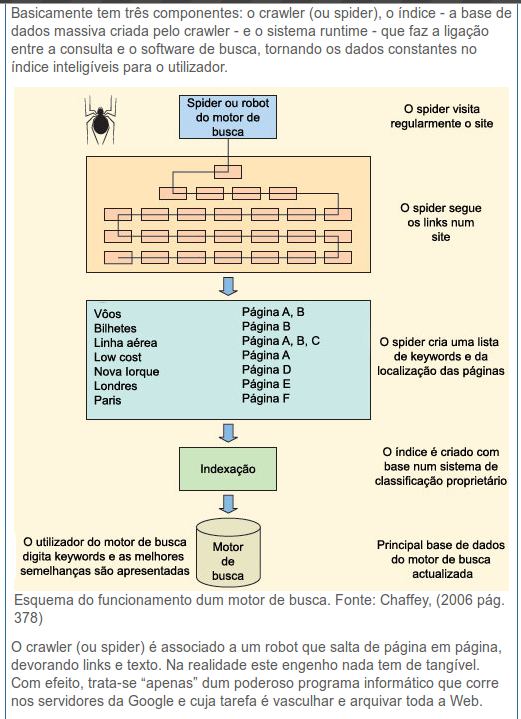 Basicamente tem três componentes: o crawler (ou spider), o índice - a base de
dados massiva criada pelo crawler - e o sistema runtime - que faz a ligação
entre a consulta e o software de busca, tornando os dados constantes no
índice inteligíveis para o utilizador.
Spider ou robot
do motor de
busca
O spider visita
regularmente o site
O spider segue
os links num
site
Vôos
Bilhetes
Linha aérea
Low cost
Nova Iorque
Londres
Paris
Página A, B
Página B
Página A, B, C
Página A
Página D
Página E
Página F
O spider cria uma lista
de keywords e da
localização das páginas
Indexação
O índice é criado com
base num sistema de
classificação proprietário
O utilizador do motor de busca
digita keywords e as melhores
semelhanças são apresentadas
Motor
de
busca
Principal base de dados
do motor de busca
actualizada
Esquema do funcionamento dum motor de busca. Fonte: Chaffey, (2006 pág.
378)
O crawler (ou spider) é associado a um robot que salta de página em página,
devorando links e texto. Na realidade este engenho nada tem de tangível.
Com efeito, trata-se “apenas” dum poderoso programa informático que corre
nos servidores da Google e cuja tarefa é vasculhar e arquivar toda a Web.